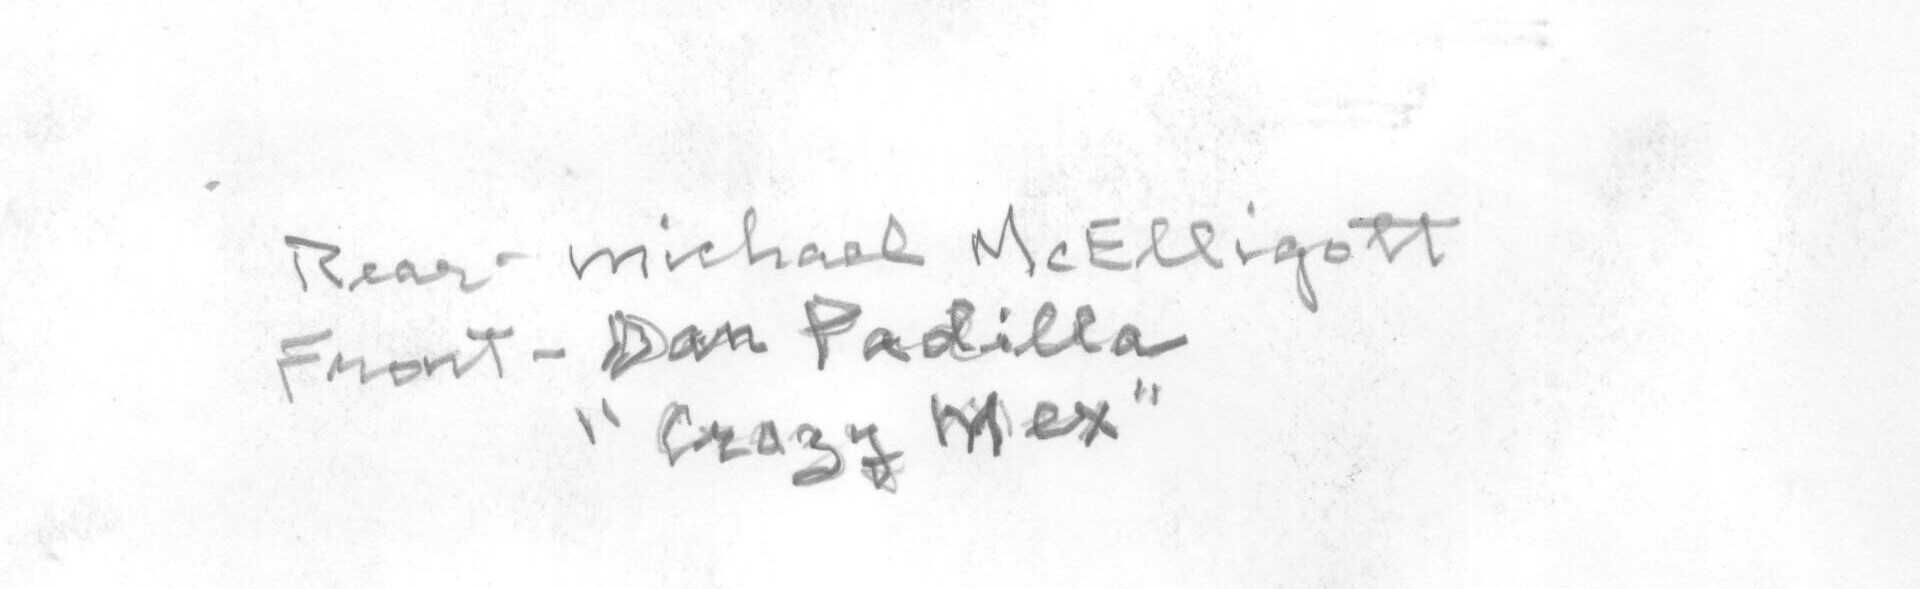 Rear - michael McElligott
Front - Dan Padilla
"Crazy Mex"